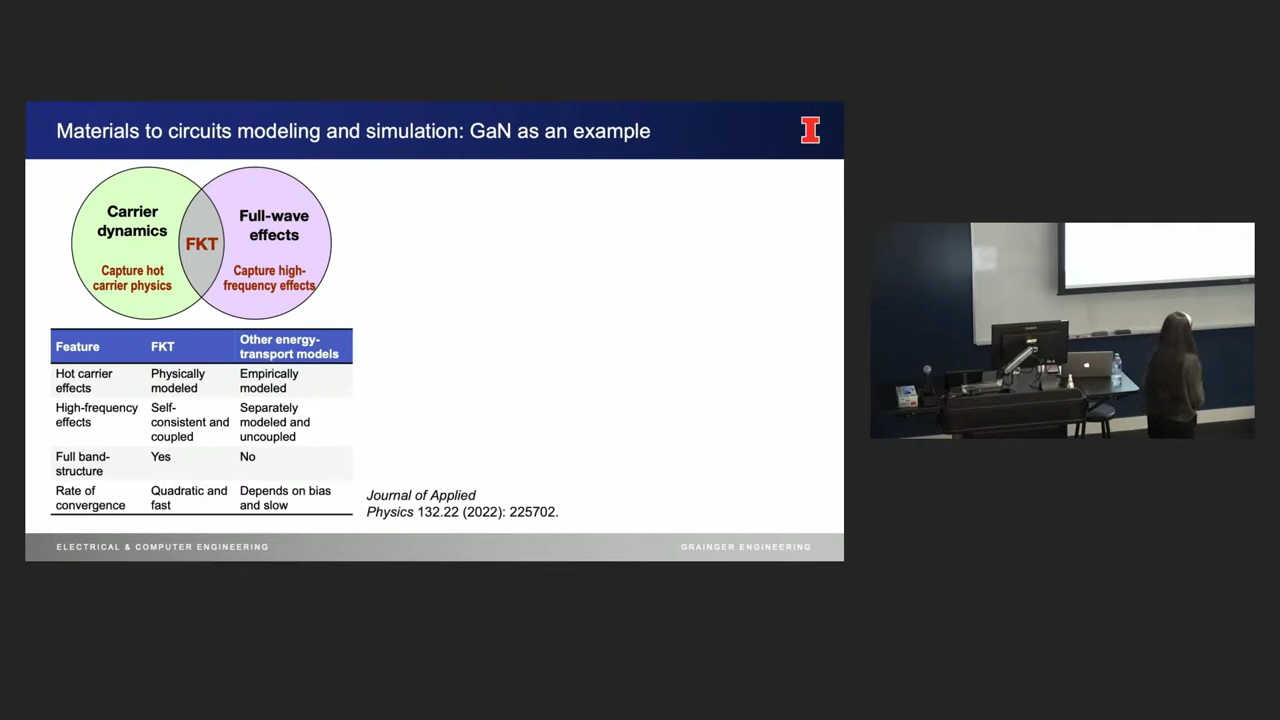 Materials to circuits modeling and simulation: GaN as an example
I
Carrier
dynamics
Capture hot
carrier physics
FKT
Full-wave
effects
Capture high-
frequency effects
Feature FKT Other energy-
transport models
Hot carrier
effects
Physically
modeled
Empirically
modeled
High-frequency
effects
Self-
consistent and
coupled
Separately
modeled and
uncoupled
Full band-
structure
Yes
No
Rate of
convergence
Quadratic and
fast
Depends on bias
and slow
Journal of Applied
Physics 132.22 (2022): 225702.
ELECTRICAL & COMPUTER ENGINEERING
GRAINGER ENGINEERING